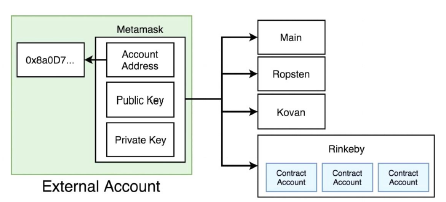 Metamask
0x8a0D7...
Account
Address
Public Key
Private Key
External Account
Main
Ropsten
Kovan
Rinkeby
Contract
Account
Contract
Account
Contract
Account